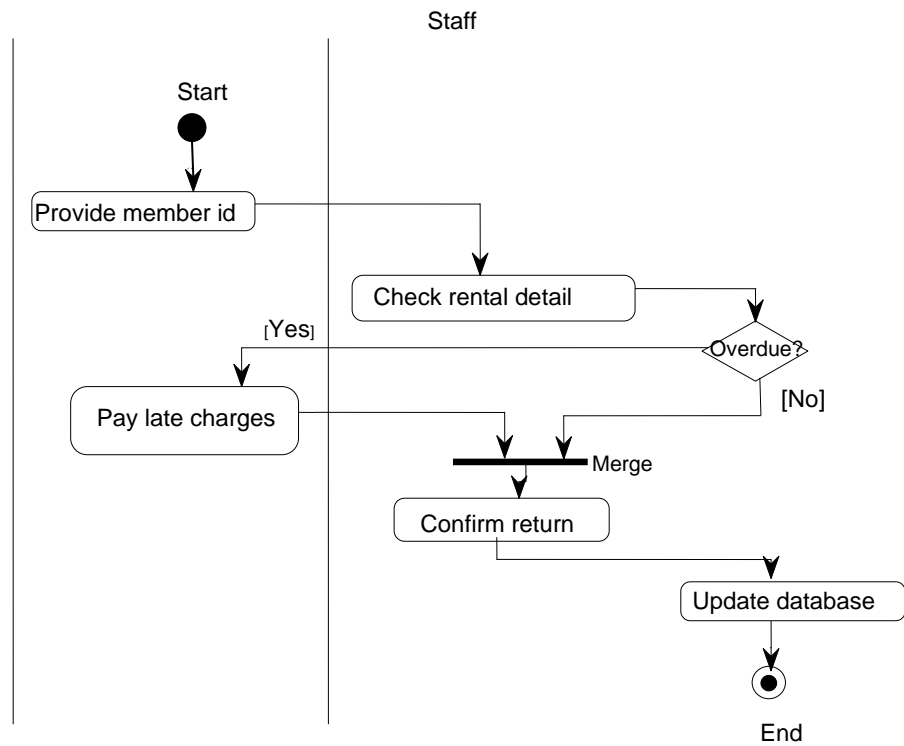 Staff
Start
Provide member id
Check rental detail
[Yes]
Overdue?
[No]
Pay late charges
Merge
Confirm return
Update database
End